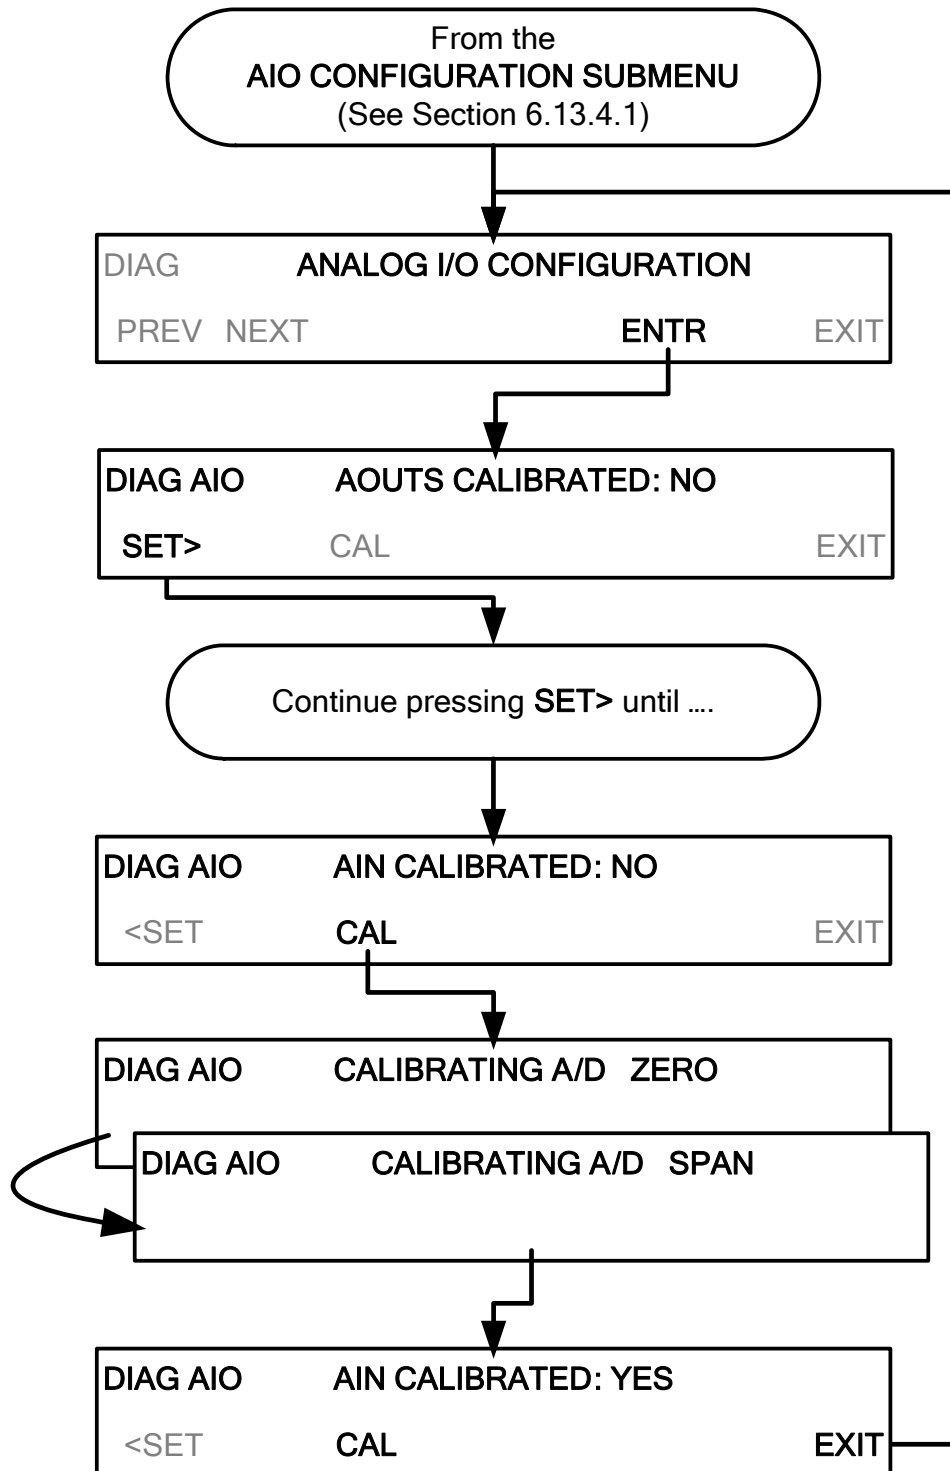 From the
AIO CONFIGURATION SUBMENU
(See Section 6.13.4.1)
DIAG ANALOG I/O CONFIGURATION
PREV NEXT ENTR EXIT
DIAG AIO AOUTS CALIBRATED: NO
SET> CAL EXIT
Continue pressing SET> until ....
DIAG AIO AIN CALIBRATED: NO
<SET CAL EXIT
DIAG AIO CALIBRATING A/D ZERO
DIAG AIO CALIBRATING A/D SPAN
DIAG AIO AIN CALIBRATED: YES
<SET CAL EXIT